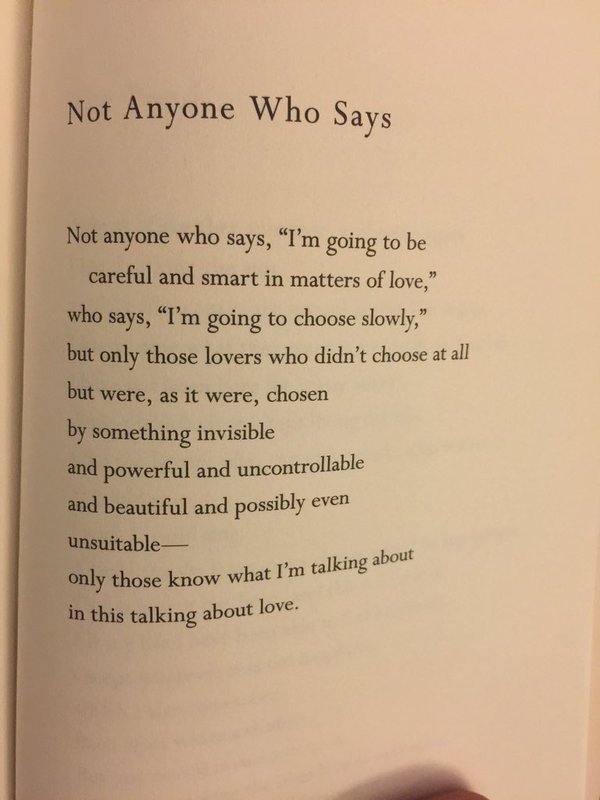 Not Anyone Who Says
Not anyone who says, “I’m going to be
careful and smart in matters of love,”
who says, “I’m going to choose slowly,”
but only those lovers who didn’t choose at all
but were, as it were, chosen
by something invisible
and powerful and uncontrollable
and beautiful and possibly even
unsuitable—
only those know what I’m talking about
in this talking about love.